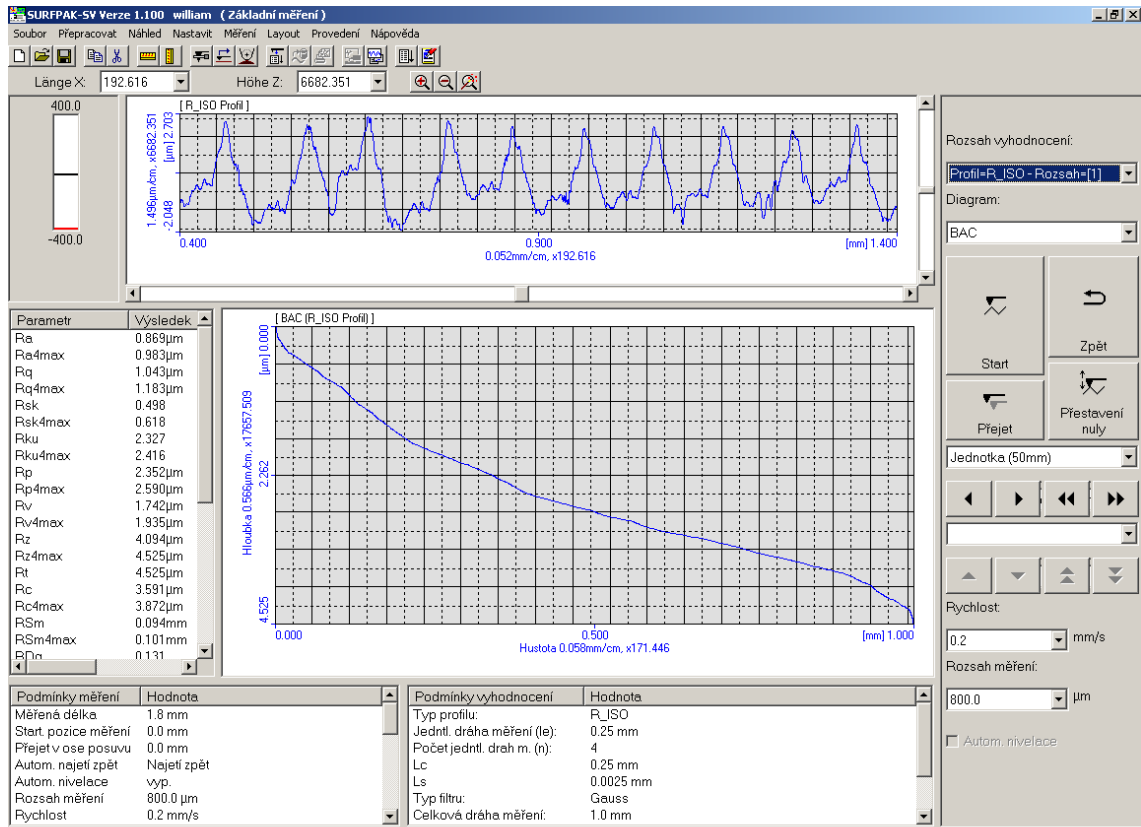 SURFPAK-SV Verze 1.100 william ( Základní měření )
Soubor Přepracovat Náhled Nastavit Měření Layout Provedení Nápověda
Länge X: 192.616 Höhe Z: 6682.351
400.0
-400.0
[ R_ISO Profil ]
1.496µm/cm, x6682.351
-2.048 [µm] 2.703
0.400 0.900 [mm] 1.400
0.052mm/cm, x192.616
Parametr Výsledek
Ra 0.869µm
Ra4max 0.983µm
Rq 1.043µm
Rq4max 1.183µm
Rsk 0.498
Rsk4max 0.618
Rku 2.327
Rku4max 2.416
Rp 2.352µm
Rp4max 2.590µm
Rv 1.742µm
Rv4max 1.935µm
Rz 4.094µm
Rz4max 4.525µm
Rt 4.525µm
Rc 3.591µm
Rc4max 3.872µm
RSm 0.094mm
RSm4max 0.101mm
RDq 0.131
[ BAC (R_ISO Profil) ]
Hloubka 0.566µm/cm, x17657.509
4.525 2.262 [µm] 0.000
0.000 0.500 [mm] 1.000
Hustota 0.058mm/cm, x171.446
Podmínky měření Hodnota
Měřená délka 1.8 mm
Start. pozice měření 0.0 mm
Přejet v ose posuvu 0.0 mm
Autom. najetí zpět Najetí zpět
Autom. nivelace vyp.
Rozsah měření 800.0 µm
Rychlost 0.2 mm/s
Podmínky vyhodnocení Hodnota
Typ profilu: R_ISO
Jedntl. dráha měření (le): 0.25 mm
Počet jedntl. drah m. (n): 4
Lc 0.25 mm
Ls 0.0025 mm
Typ filtru: Gauss
Celková dráha měření: 1.0 mm
Rozsah vyhodnocení:
Profil=R_ISO - Rozsah=[1]
Diagram:
BAC
Start
Zpět
Přejet
Přestavení
nuly
Jednotka (50mm)
Rychlost:
0.2 mm/s
Rozsah měření:
800.0 µm
Autom. nivelace